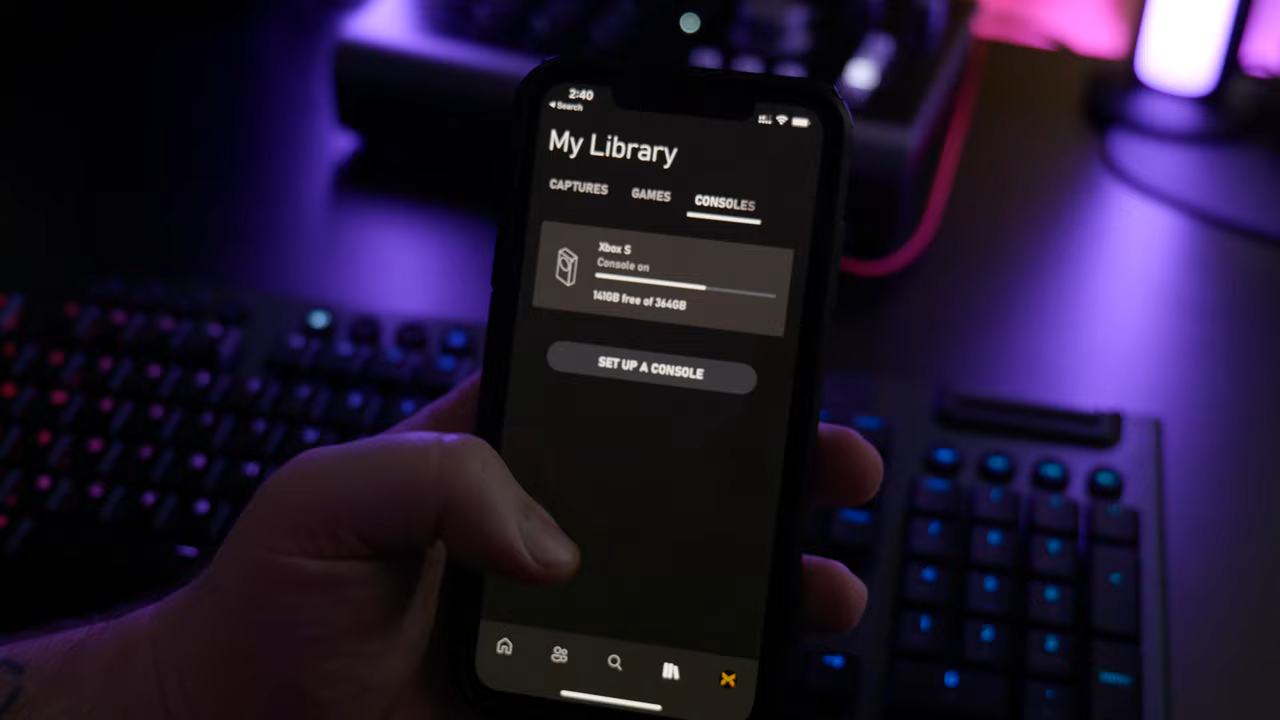 2:40
Search
My Library
CAPTURES GAMES CONSOLES
Xbox S
Console on
141GB free of 364GB
SET UP A CONSOLE